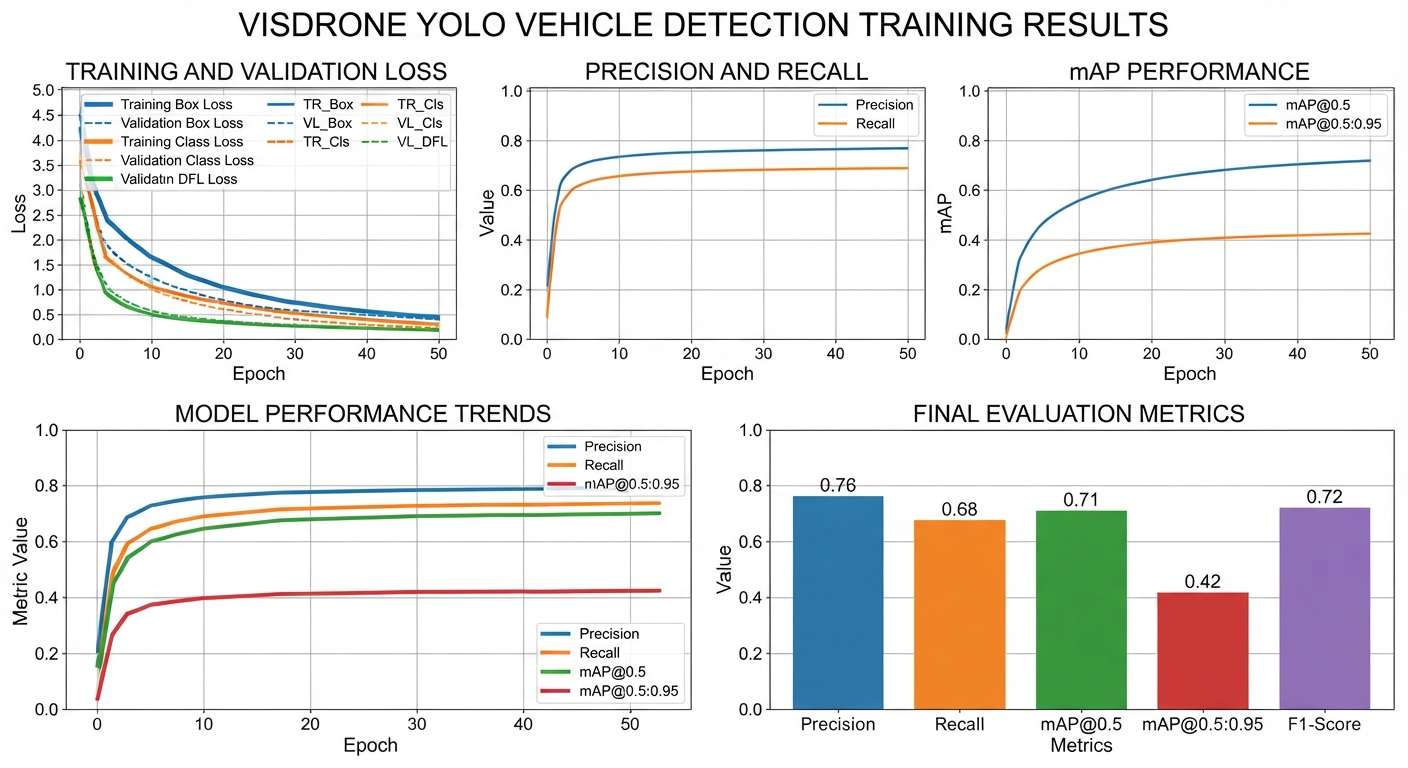 VISDRONE YOLO VEHICLE DETECTION TRAINING RESULTS
TRAINING AND VALIDATION LOSS
5.0
4.5
4.0
3.5
3.0
2.5
2.0
1.5
1.0
0.5
0.0
Loss
Training Box Loss
Validation Box Loss
Training Class Loss
Validation Class Loss
Validatın DFL Loss
TR_Box
VL_Box
TR_Cls
TR_Cls
VL_Cls
VL_DFL
0 10 20 30 40 50
Epoch
PRECISION AND RECALL
1.0
0.8
0.6
0.4
0.2
0.0
Value
Precision
Recall
0 10 20 30 40 50
Epoch
mAP PERFORMANCE
1.0
0.8
0.6
0.4
0.2
0.0
mAP
mAP@0.5
mAP@0.5:0.95
0 10 20 30 40 50
Epoch
MODEL PERFORMANCE TRENDS
1.0
0.8
0.6
0.4
0.2
0.0
Metric Value
Precision
Recall
mAP@0.5:0.95
Precision
Recall
mAP@0.5
mAP@0.5:0.95
0 10 20 30 40 50
Epoch
FINAL EVALUATION METRICS
1.0
0.8
0.6
0.4
0.2
0.0
Value
0.76
0.68
0.71
0.42
0.72
Precision Recall mAP@0.5 mAP@0.5:0.95 F1-Score
Metrics